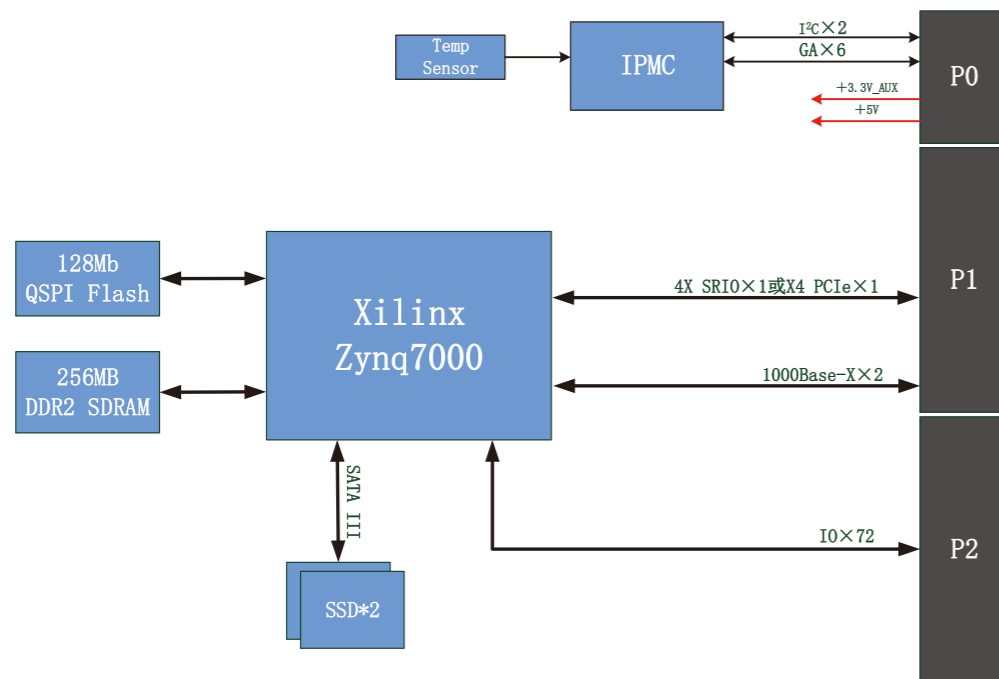 Temp
Sensor
IPMC
I²C×2
GA×6
+3.3V_AUX
+5V
P0
128Mb
QSPI Flash
256MB
DDR2 SDRAM
Xilinx
Zynq7000
4X SRIO×1或X4 PCIe×1
1000Base-X×2
P1
SATA III
SSD*2
IO×72
P2